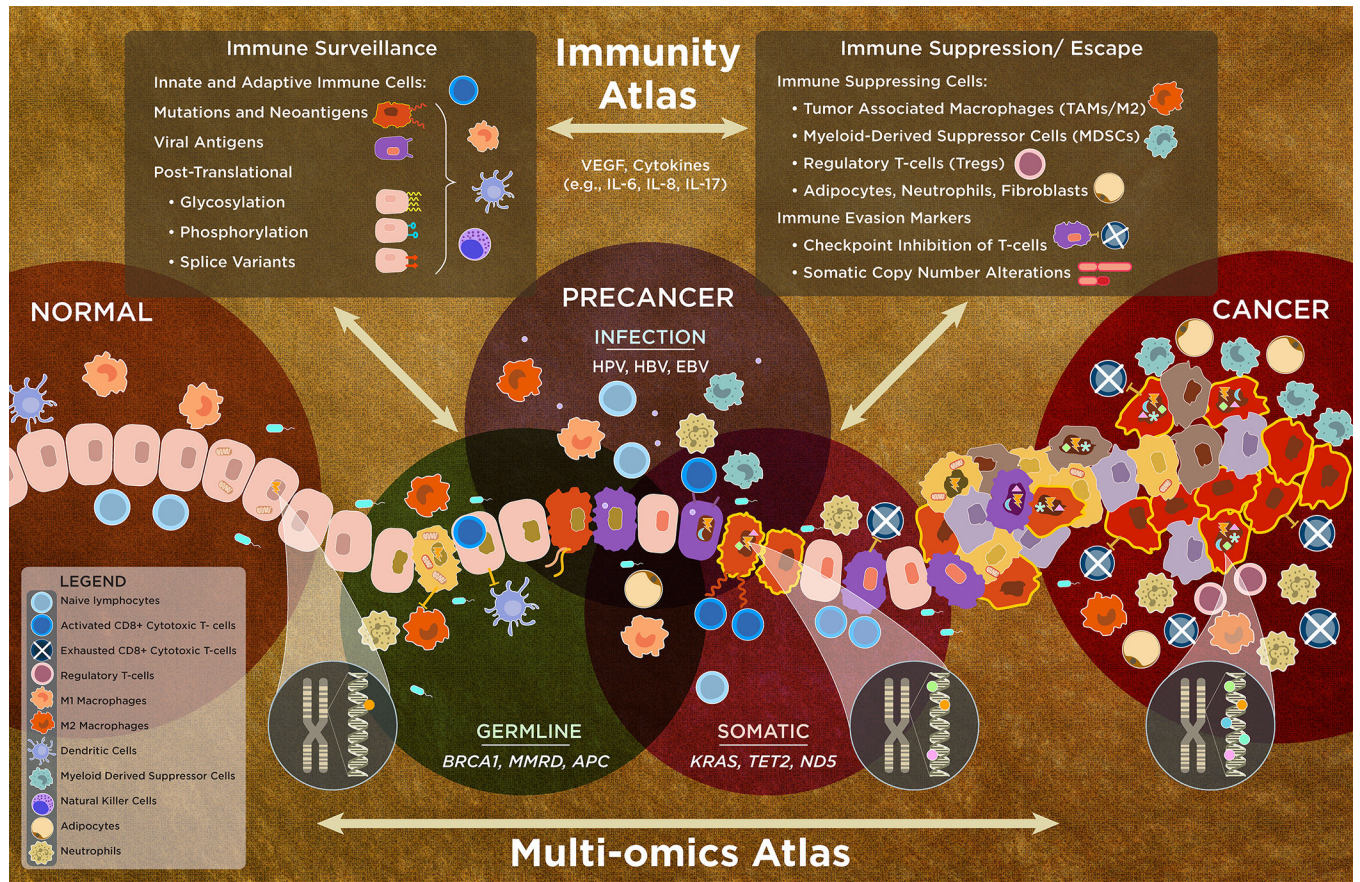 Immunity
Atlas
VEGF, Cytokines
(e.g., IL-6, IL-8, IL-17)
Immune Surveillance
Innate and Adaptive Immune Cells:
Mutations and Neoantigens
Viral Antigens
Post-Translational
• Glycosylation
• Phosphorylation
• Splice Variants
Immune Suppression/ Escape
Immune Suppressing Cells:
• Tumor Associated Macrophages (TAMs/M2)
• Myeloid-Derived Suppressor Cells (MDSCs)
• Regulatory T-cells (Tregs)
• Adipocytes, Neutrophils, Fibroblasts
Immune Evasion Markers
• Checkpoint Inhibition of T-cells
• Somatic Copy Number Alterations
NORMAL
PRECANCER
INFECTION
HPV, HBV, EBV
CANCER
GERMLINE
BRCA1, MMRD, APC
SOMATIC
KRAS, TET2, ND5
LEGEND
Naive lymphocytes
Activated CD8+ Cytotoxic T- cells
Exhausted CD8+ Cytotoxic T-cells
Regulatory T-cells
M1 Macrophages
M2 Macrophages
Dendritic Cells
Myeloid Derived Suppressor Cells
Natural Killer Cells
Adipocytes
Neutrophils
Multi-omics Atlas